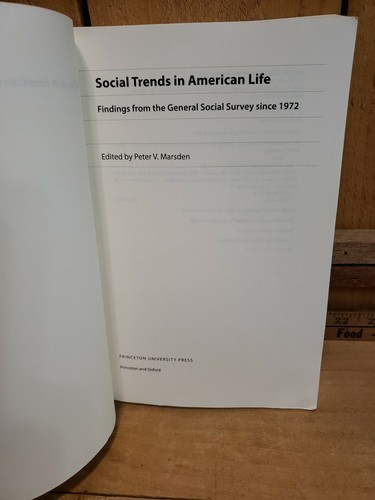 Social Trends in American Life
Findings from the General Social Survey since 1972
Edited by Peter V. Marsden
PRINCETON UNIVERSITY PRESS
Princeton and Oxford
22
Food